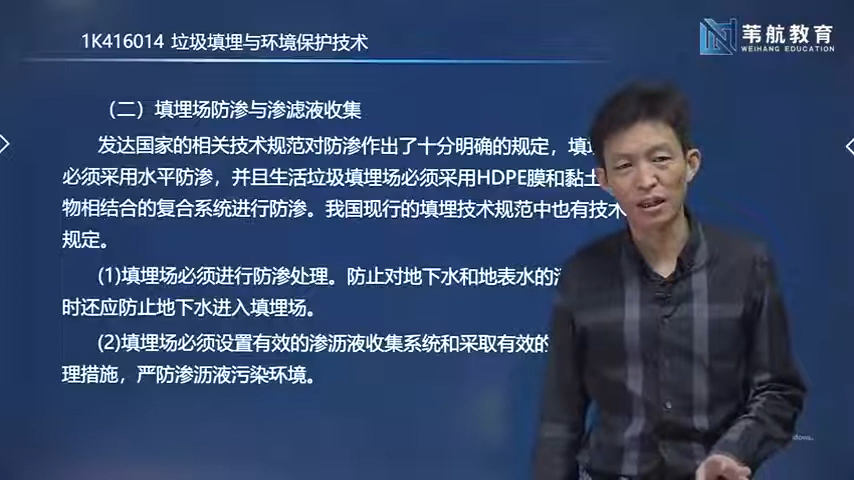 1K416014 垃圾填埋与环境保护技术
苇航教育
WEIHANG EDUCATION
（二）填埋场防渗与渗滤液收集
发达国家的相关技术规范对防渗作出了十分明确的规定，填
必须采用水平防渗，并且生活垃圾填埋场必须采用HDPE膜和黏土
物相结合的复合系统进行防渗。我国现行的填埋技术规范中也有技术
规定。
(1)填埋场必须进行防渗处理。防止对地下水和地表水的
时还应防止地下水进入填埋场。
(2)填埋场必须设置有效的渗沥液收集系统和采取有效的
理措施，严防渗沥液污染环境。